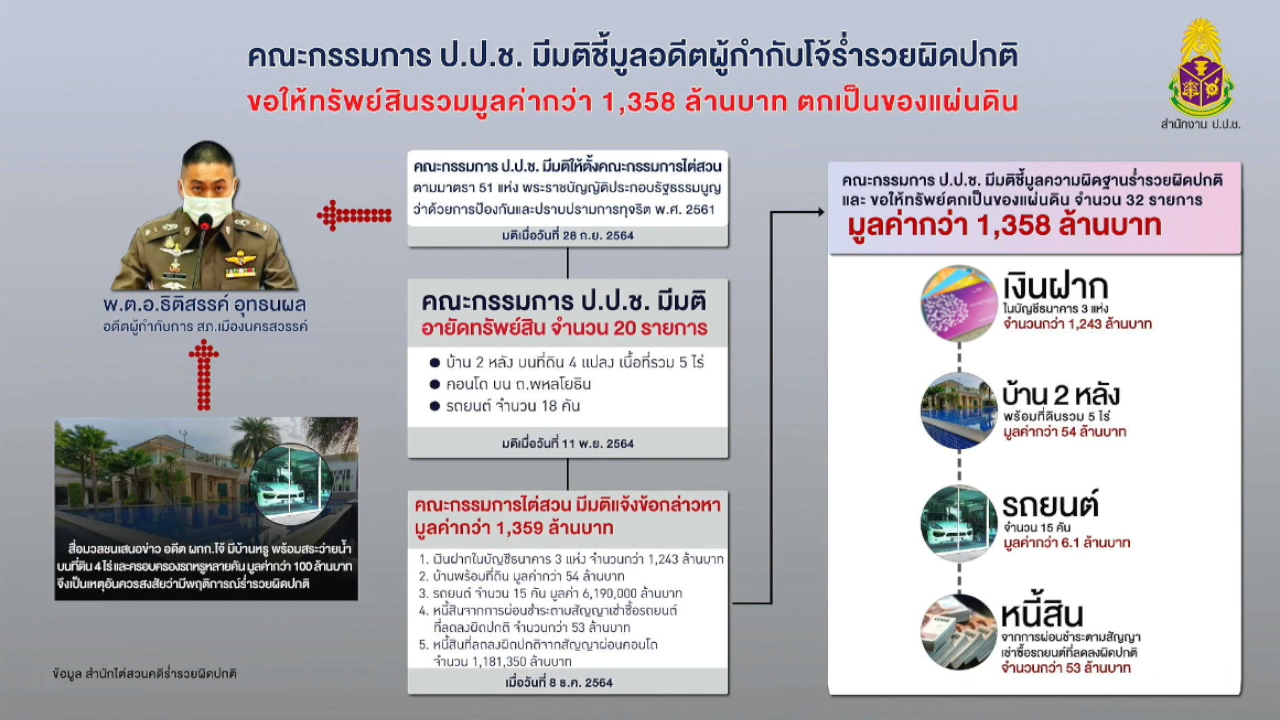 คณะกรรมการ ป.ป.ช. มีมติชี้มูลอดีตผู้กำกับโจ้ร่ำรวยผิดปกติ
ขอให้ทรัพย์สินรวมมูลค่ากว่า 1,358 ล้านบาท ตกเป็นของแผ่นดิน
สำนักงาน ป.ป.ช.
พ.ต.อ.ธิติสรรค์ อุทธนผล
อดีตผู้กำกับการ สภ.เมืองนครสวรรค์
สื่อมวลชนเสนอข่าว อดีต ผกก.โจ้ มีบ้านหรู พร้อมสระว่ายน้ำ
บนที่ดิน 4 ไร่ และครอบครองรถหรูหลายคัน มูลค่ากว่า 100 ล้านบาท
จึงเป็นเหตุอันควรสงสัยว่ามีพฤติการณ์ร่ำรวยผิดปกติ
ข้อมูล สำนักไต่สวนคดีร่ำรวยผิดปกติ
คณะกรรมการ ป.ป.ช. มีมติให้ตั้งคณะกรรมการไต่สวน
ตามมาตรา 51 แห่ง พระราชบัญญัติประกอบรัฐธรรมนูญ
ว่าด้วยการป้องกันและปราบปรามการทุจริต พ.ศ. 2561
มติเมื่อวันที่ 28 ก.ย. 2564
คณะกรรมการ ป.ป.ช. มีมติ
อายัดทรัพย์สิน จำนวน 20 รายการ
● บ้าน 2 หลัง บนที่ดิน 4 แปลง เนื้อที่รวม 5 ไร่
● คอนโด บน ถ.พหลโยธิน
● รถยนต์ จำนวน 18 คัน
มติเมื่อวันที่ 11 พ.ย. 2564
คณะกรรมการไต่สวน มีมติแจ้งข้อกล่าวหา
มูลค่ากว่า 1,359 ล้านบาท
1. เงินฝากในบัญชีธนาคาร 3 แห่ง จำนวนกว่า 1,243 ล้านบาท
2. บ้านพร้อมที่ดิน มูลค่ากว่า 54 ล้านบาท
3. รถยนต์ จำนวน 15 คัน มูลค่า 6,190,000 ล้านบาท
4. หนี้สินจากการผ่อนชำระตามสัญญาเช่าซื้อรถยนต์
ที่ลดลงผิดปกติ จำนวนกว่า 53 ล้านบาท
5. หนี้สินที่ลดลงผิดปกติจากสัญญาผ่อนคอนโด
จำนวน 1,181,350 ล้านบาท
เมื่อวันที่ 8 ธ.ค. 2564
คณะกรรมการ ป.ป.ช. มีมติชี้มูลความผิดฐานร่ำรวยผิดปกติ
และ ขอให้ทรัพย์ตกเป็นของแผ่นดิน จำนวน 32 รายการ
มูลค่ากว่า 1,358 ล้านบาท
เงินฝาก
ในบัญชีธนาคาร 3 แห่ง
จำนวนกว่า 1,243 ล้านบาท
บ้าน 2 หลัง
พร้อมที่ดินรวม 5 ไร่
มูลค่ากว่า 54 ล้านบาท
รถยนต์
จำนวน 15 คัน
มูลค่ากว่า 6.1 ล้านบาท
หนี้สิน
จากการผ่อนชำระตามสัญญา
เช่าซื้อรถยนต์ที่ลดลงผิดปกติ
จำนวนกว่า 53 ล้านบาท